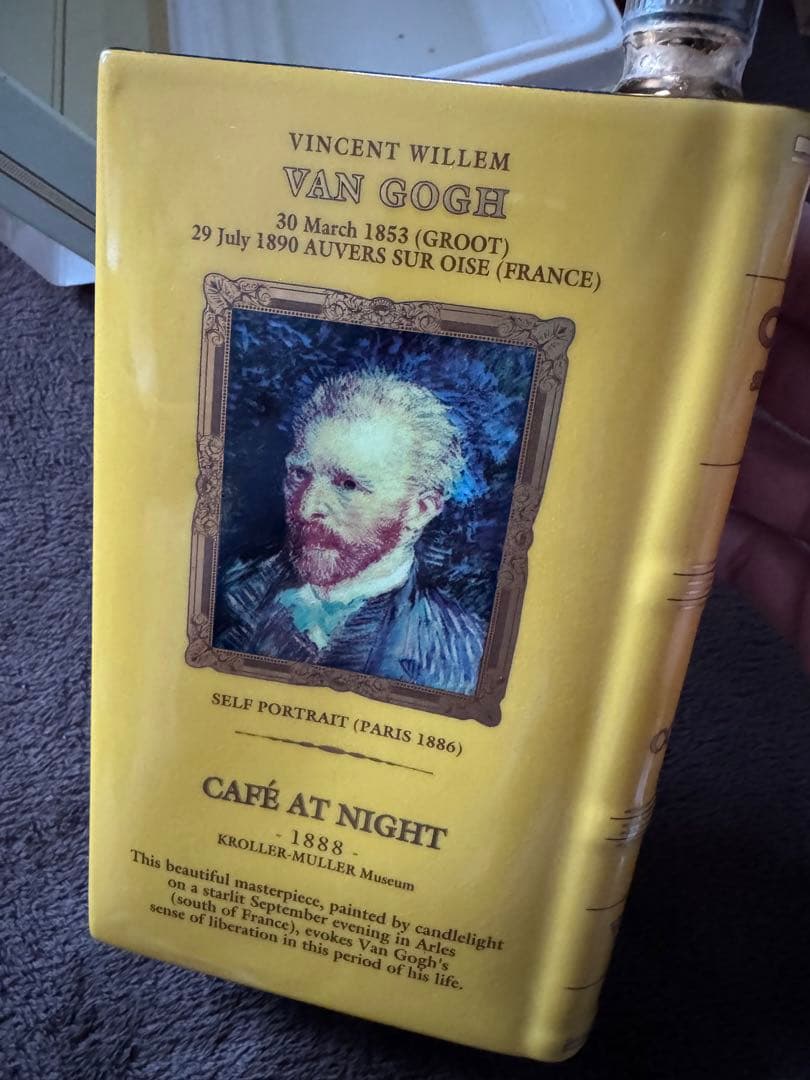 VINCENT WILLEM
VAN GOGH
30 March 1853 (GROOT)
29 July 1890 AUVERS SUR OISE (FRANCE)
SELF PORTRAIT (PARIS 1886)
CAFÉ AT NIGHT
- 1888 -
KROLLER-MULLER Museum
This beautiful masterpiece, painted by candlelight
on a starlit September evening in Arles
(south of France), evokes Van Gogh's
sense of liberation in this period of his life.